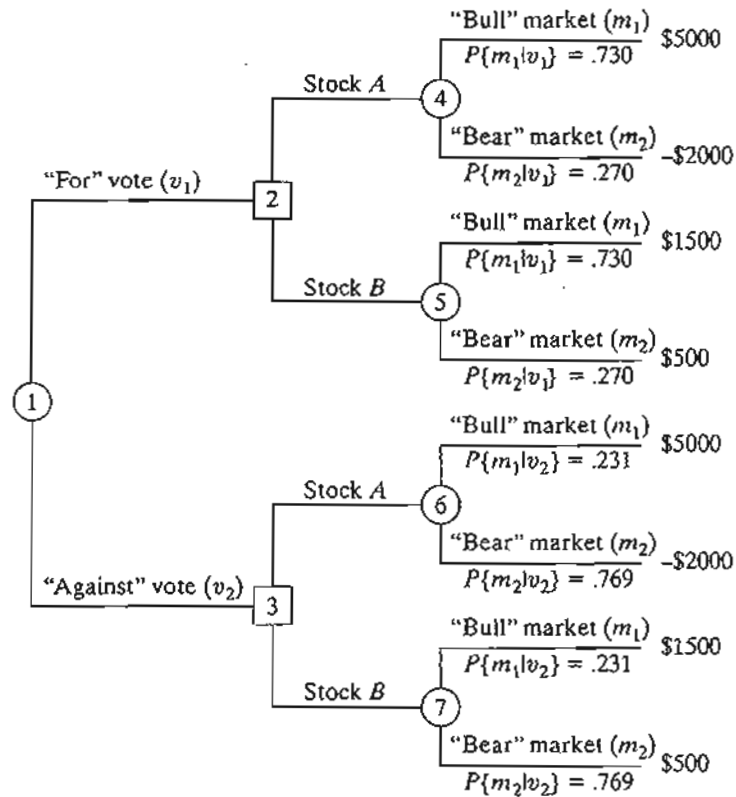 “Bull” market (m₁)
$5000
P{m₁|v₁} = .730
Stock A
4
“Bear” market (m₂)
–$2000
P{m₂|v₁} = .270
“For” vote (v₁)
2
“Bull” market (m₁)
$1500
P{m₁|v₁} = .730
Stock B
5
“Bear” market (m₂)
$500
P{m₂|v₁} = .270
1
“Bull” market (m₁)
$5000
P{m₁|v₂} = .231
Stock A
6
“Bear” market (m₂)
–$2000
P{m₂|v₂} = .769
“Against” vote (v₂)
3
“Bull” market (m₁)
$1500
P{m₁|v₂} = .231
Stock B
7
“Bear” market (m₂)
$500
P{m₂|v₂} = .769